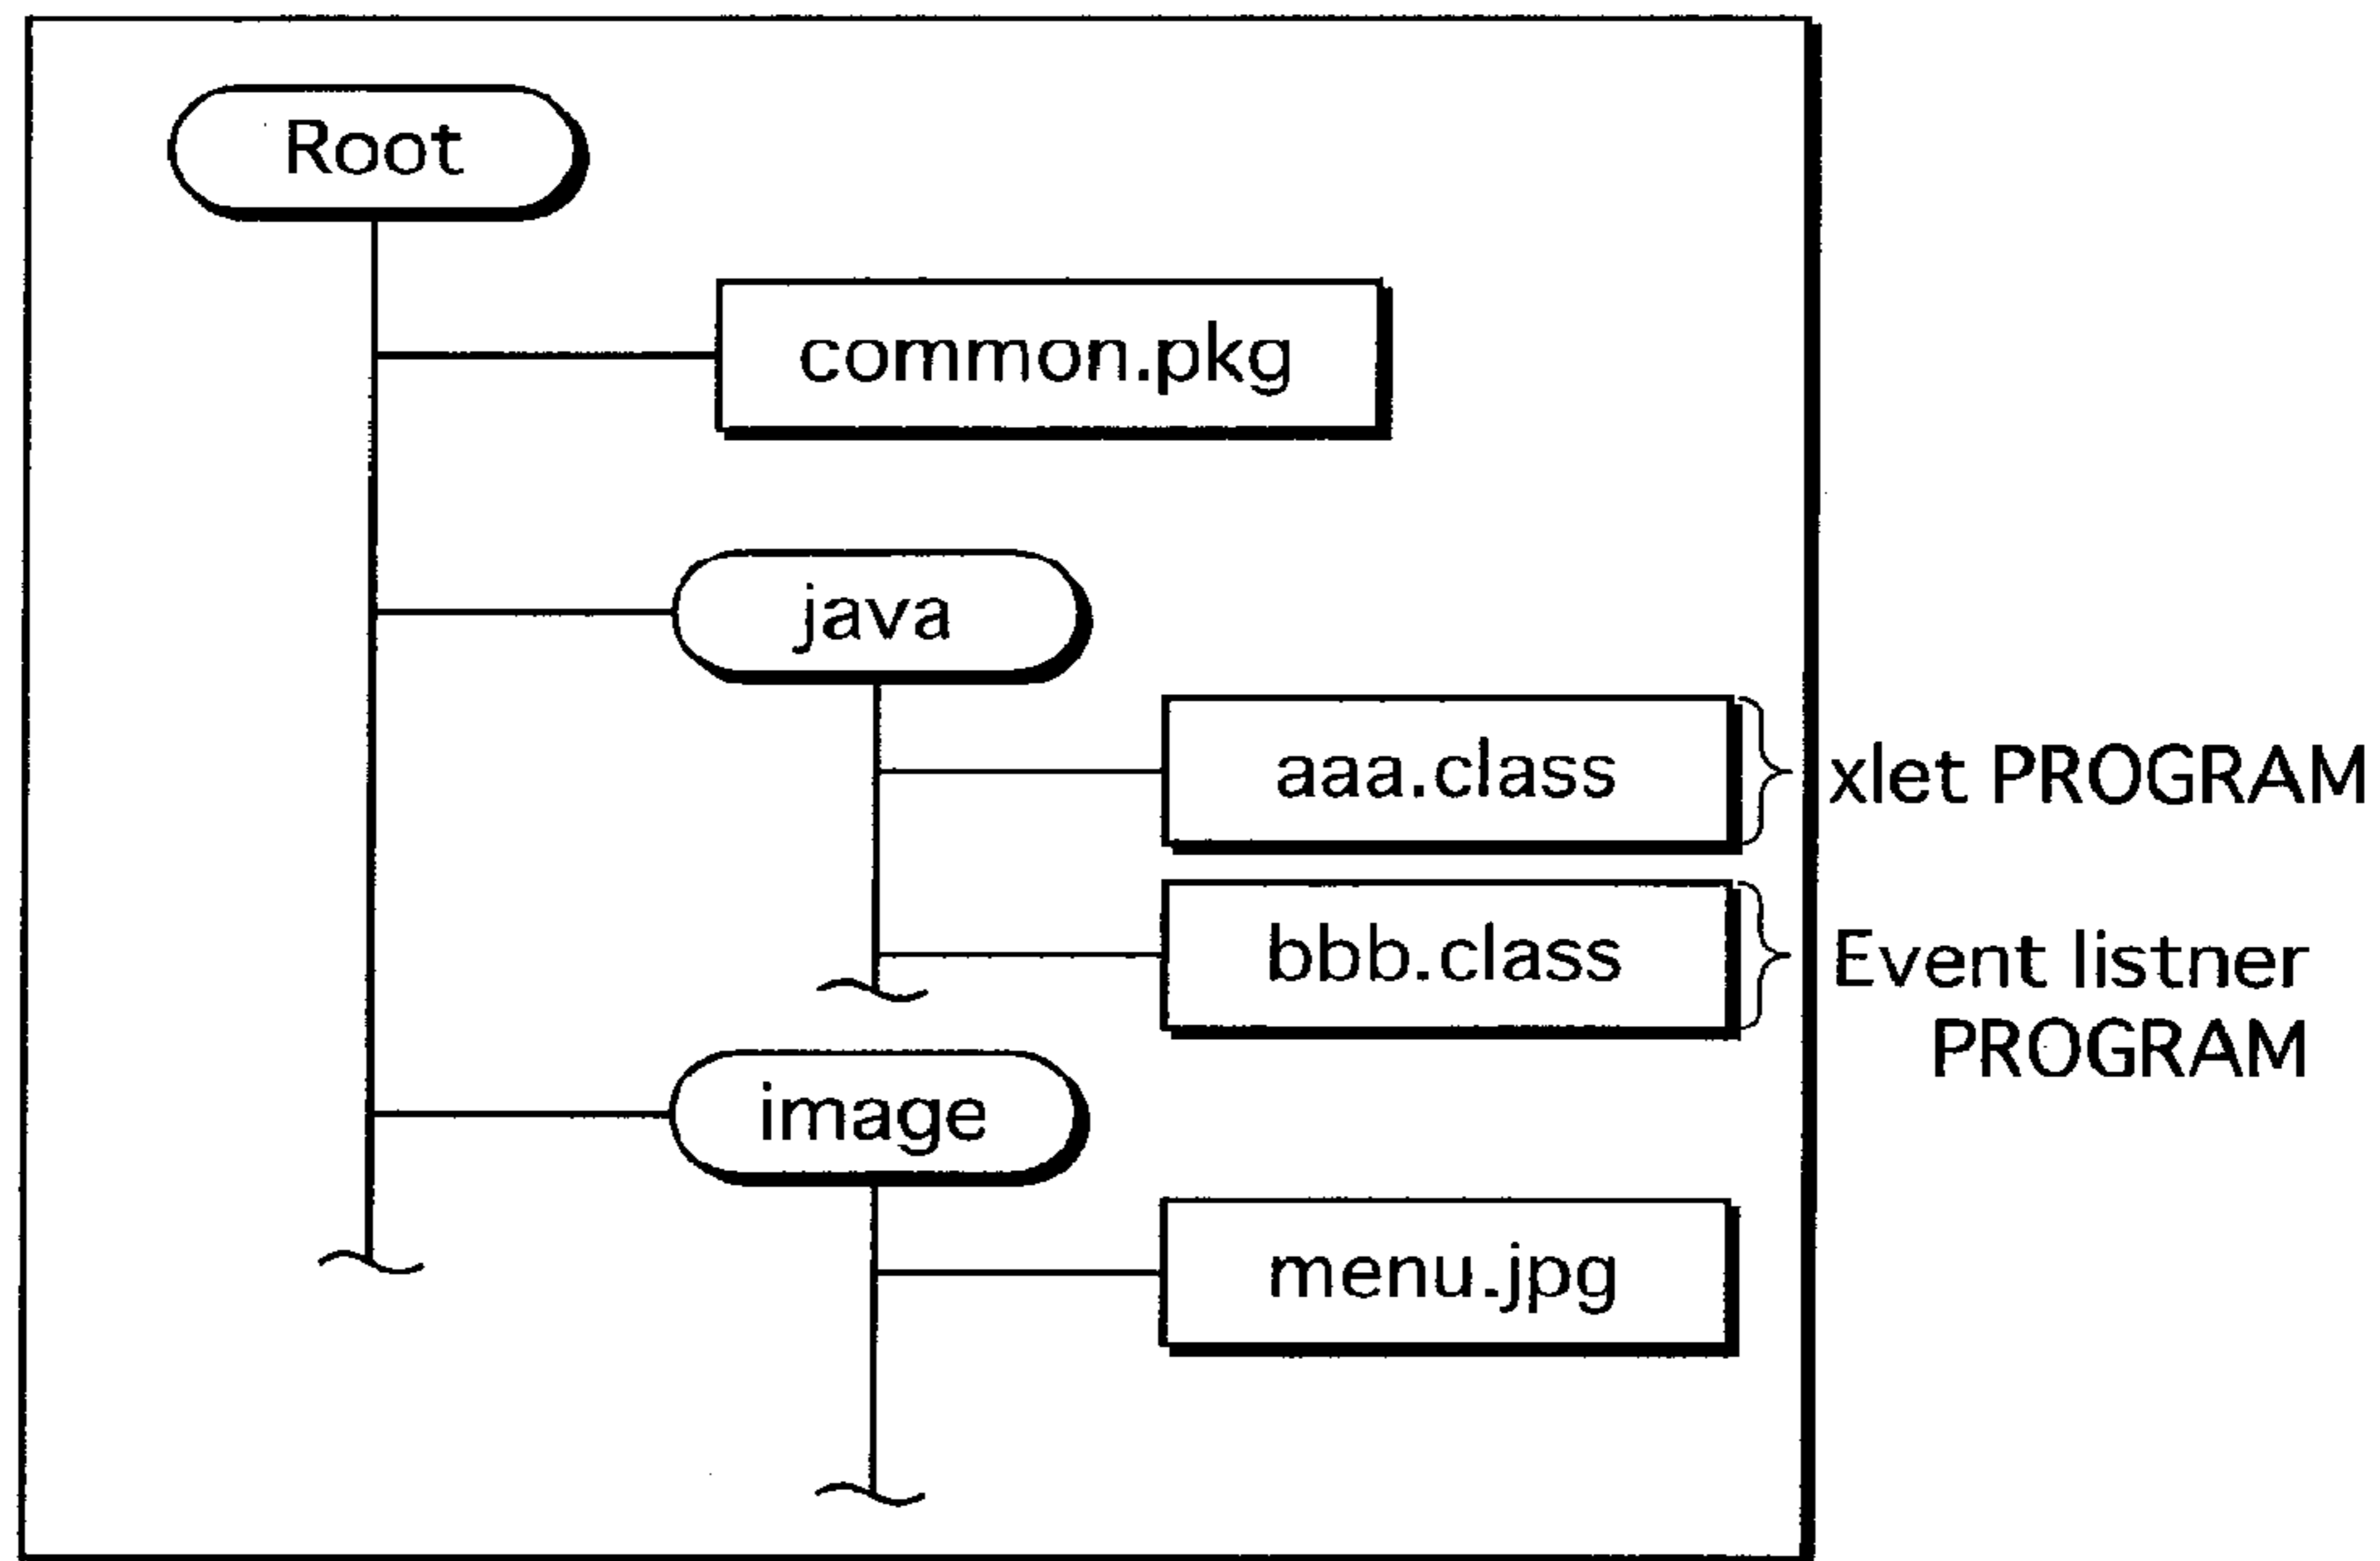 Root
common.pkg
java
aaa.class
xlet PROGRAM
bbb.class
Event listner
PROGRAM
image
menu.jpg